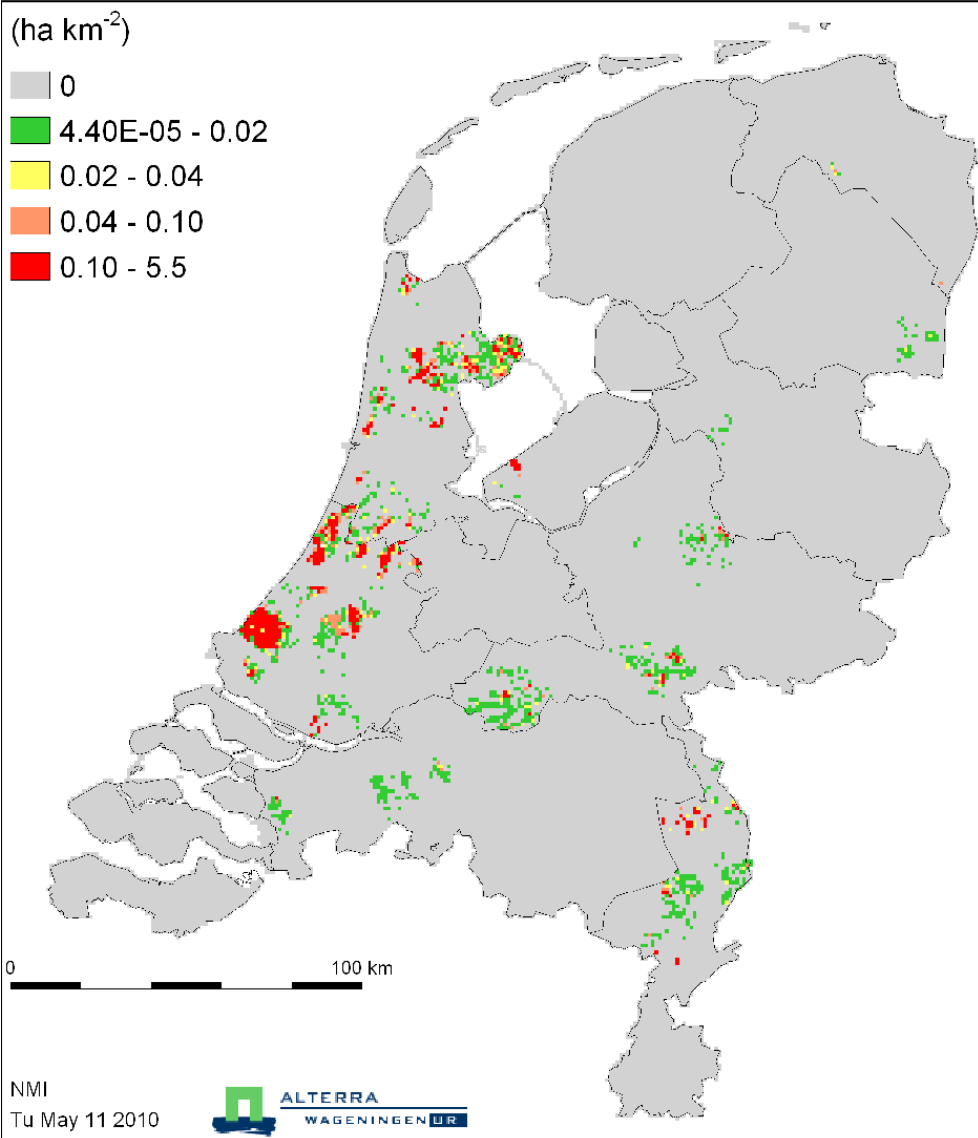 (ha km-2)
0
4.40E-05 - 0.02
0.02 - 0.04
0.04 - 0.10
0.10 - 5.5
0 100 km
NMI
Tu May 11 2010
ALTERRA
WAGENINGEN UR